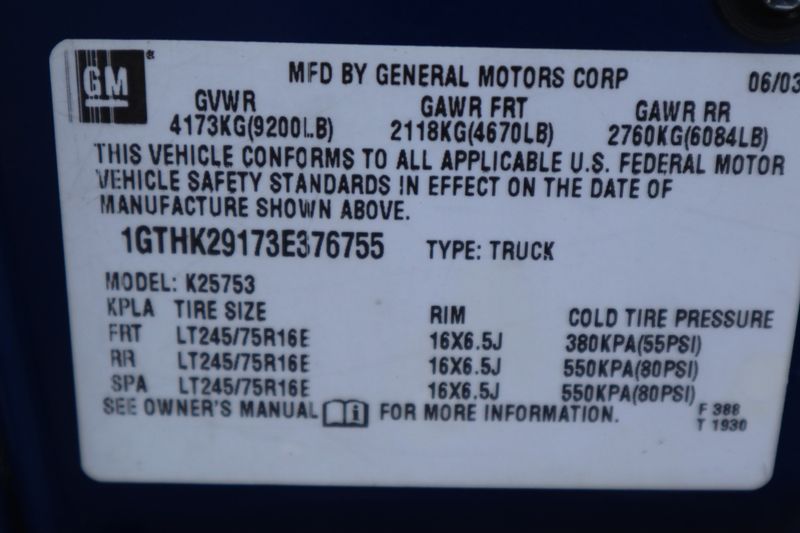 GM
MFD BY GENERAL MOTORS CORP 06/03
GVWR GAWR FRT GAWR RR
4173KG(9200LB) 2118KG(4670LB) 2760KG(6084LB)
THIS VEHICLE CONFORMS TO ALL APPLICABLE U.S. FEDERAL MOTOR
VEHICLE SAFETY STANDARDS IN EFFECT ON THE DATE OF
MANUFACTURE SHOWN ABOVE.
1GTHK29173E376755 TYPE: TRUCK
MODEL: K25753
KPLA TIRE SIZE RIM COLD TIRE PRESSURE
FRT LT245/75R16E 16X6.5J 380KPA(55PSI)
RR LT245/75R16E 16X6.5J 550KPA(80PSI)
SPA LT245/75R16E 16X6.5J 550KPA(80PSI)
SEE OWNER'S MANUAL i FOR MORE INFORMATION.
F 388
T 1930